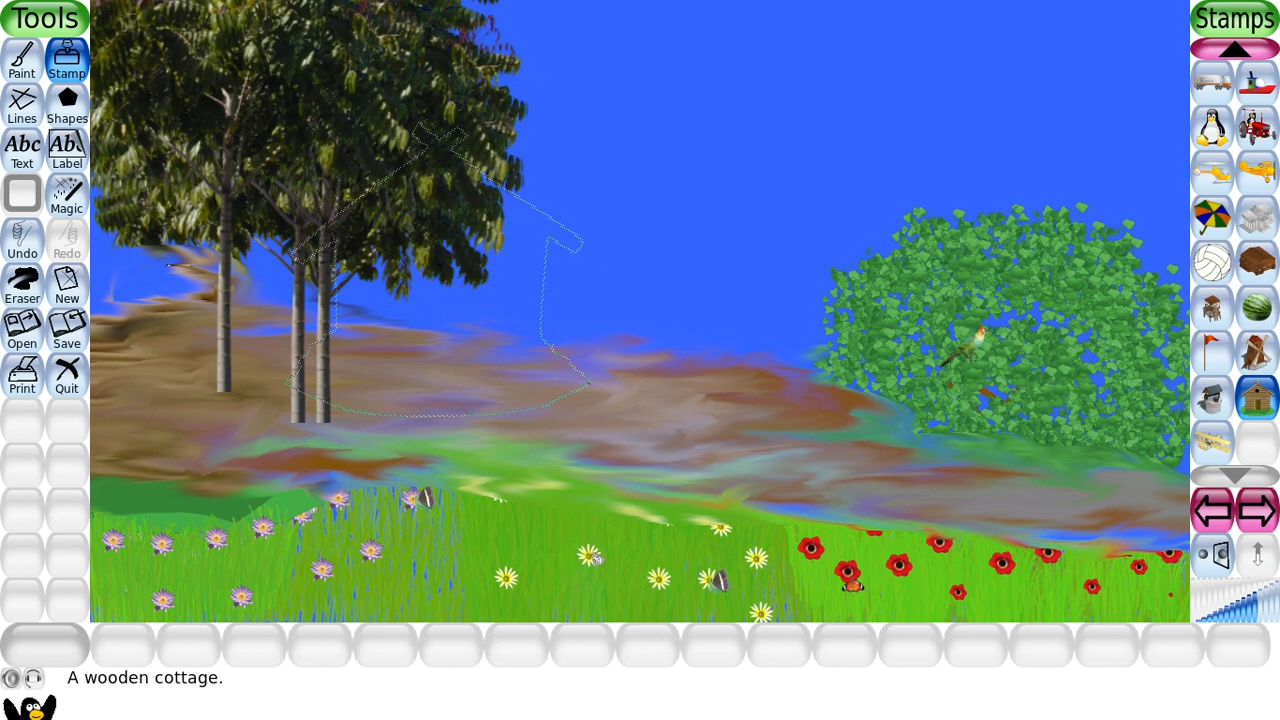 Tools
Stamps
Paint
Stamp
Lines
Shapes
Abc
Text
Abc
Label
Magic
Undo
Redo
Eraser
New
Open
Save
Print
Quit
A wooden cottage.